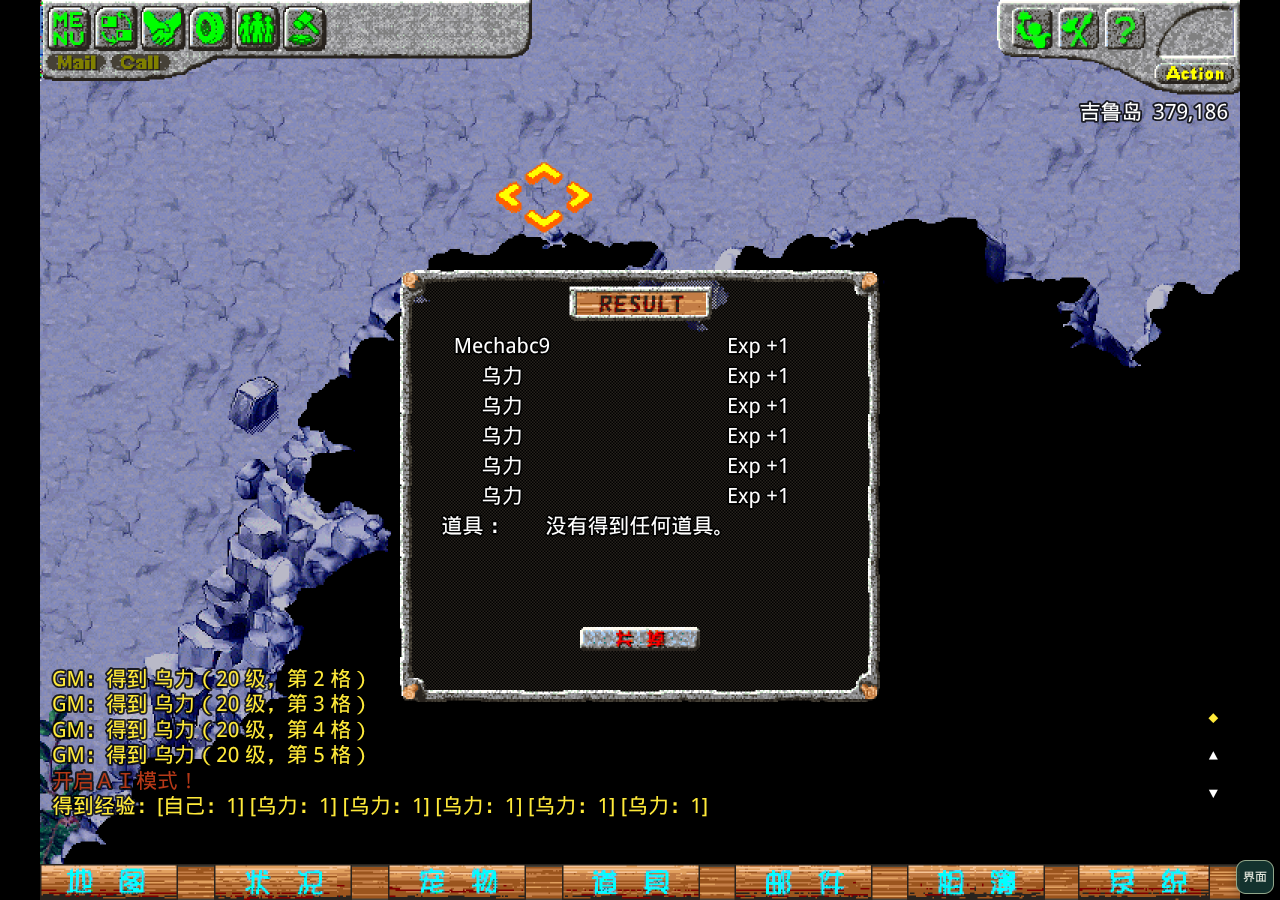 ME
NU
Mail Call
?
Action
吉鲁岛 379,186
RESULT
Mechabc9 Exp +1
乌力 Exp +1
乌力 Exp +1
乌力 Exp +1
乌力 Exp +1
乌力 Exp +1
道具： 没有得到任何道具。
GM：得到 乌力（20 级，第 2 格）
GM：得到 乌力（20 级，第 3 格）
GM：得到 乌力（20 级，第 4 格）
GM：得到 乌力（20 级，第 5 格）
开启ＡＩ模式！
得到经验：[自己：1] [乌力：1] [乌力：1] [乌力：1] [乌力：1] [乌力：1]
地图 状况 宠物 道具 邮件 相簿 系统
界面